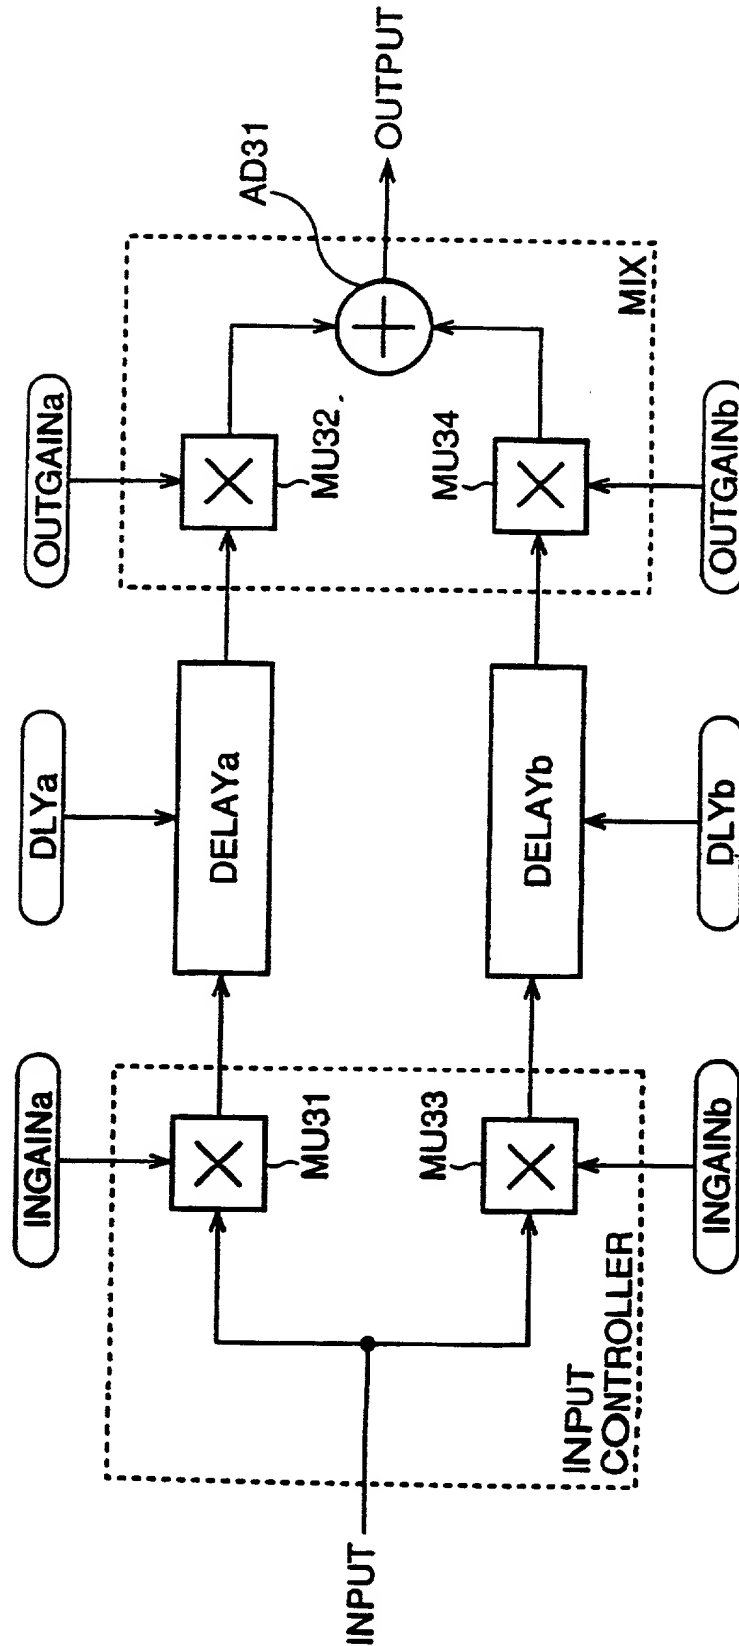 INGAINa
DLYa
OUTGAINa
MU31
DELAYa
MU32
AD31
INPUT
OUTPUT
MU33
DELAYb
MU34
INPUT
CONTROLLER
MIX
INGAINb
DLYb
OUTGAINb